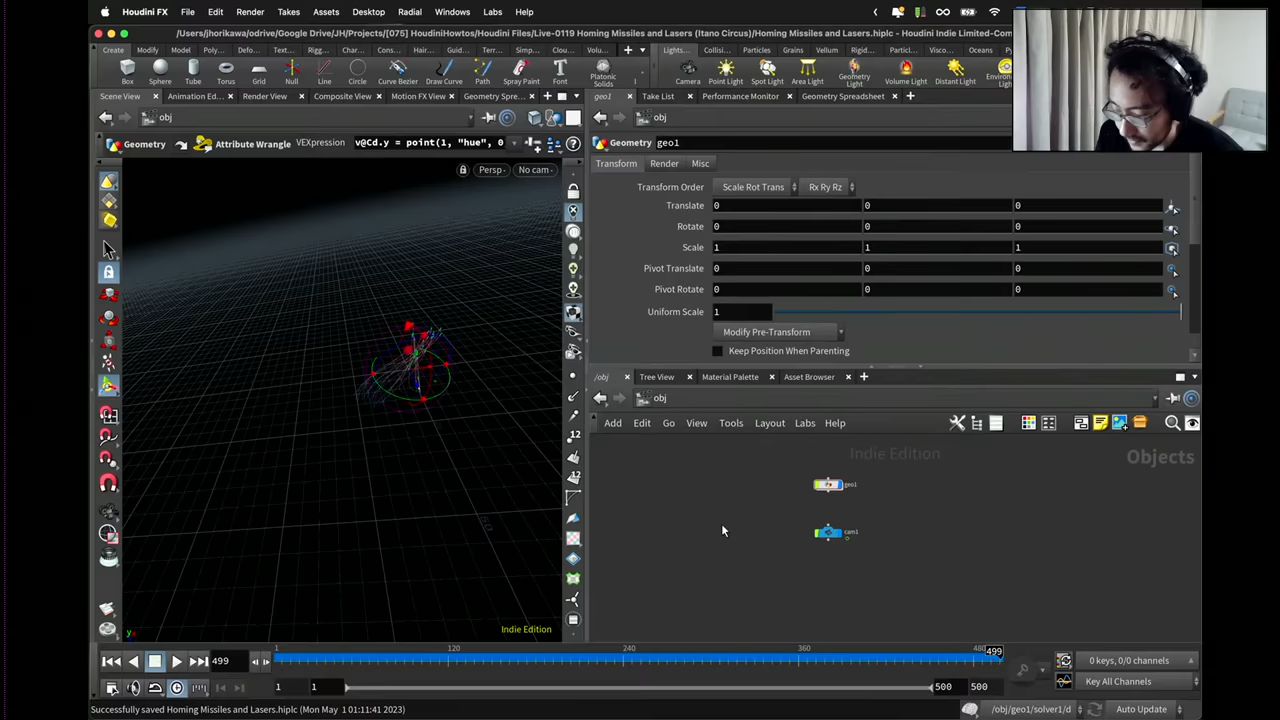 Houdini FX File Edit Render Takes Assets Desktop Radial Windows Labs Help
/Users/jhorikawa/odrive/Google Drive/JH/Projects/[075] HoudiniHowtos/Houdini Files/Live-0119 Homing Missiles and Lasers (Itano Circus)/Homing Missiles and Lasers.hiplc - Houdini Indie Limited-Com
Create Modify Model Poly... Defo... Text... Rigg... Char... Cons... Hair... Guid... Terr... Simp... Clou... Volu... Lights... Collisi... Particles Grains Vellum Rigid... Particl... Viscou... Oceans
Box Sphere Tube Torus Grid Null Line Circle Curve Bezier Draw Curve Path Spray Paint Font Platonic Solids Camera Point Light Spot Light Area Light Geometry Light Volume Light Distant Light
Scene View Animation Ed... Render View Composite View Motion FX View Geometry Spre... geo1 Take List Performance Monitor Geometry Spreadsheet
obj obj
Geometry Attribute Wrangle VEXpression v@Cd.y = point(1, "hue", 0 Geometry geo1
Persp No cam Transform Render Misc
Transform Order Scale Rot Trans Rx Ry Rz
Translate 0 0 0
Rotate 0 0 0
Scale 1 1 1
Pivot Translate 0 0 0
Pivot Rotate 0 0 0
Uniform Scale 1
Modify Pre-Transform
Keep Position When Parenting
/obj Tree View Material Palette Asset Browser
obj
Add Edit Go View Tools Layout Labs Help
Indie Edition Objects
geo1
cam1
Indie Edition
499 1 120 240 360 480 499 0 keys, 0/0 channels
1 1 500 500 Key All Channels
Successfully saved Homing Missiles and Lasers.hiplc (Mon May 1 01:11:41 2023) /obj/geo1/solver1/d Auto Update